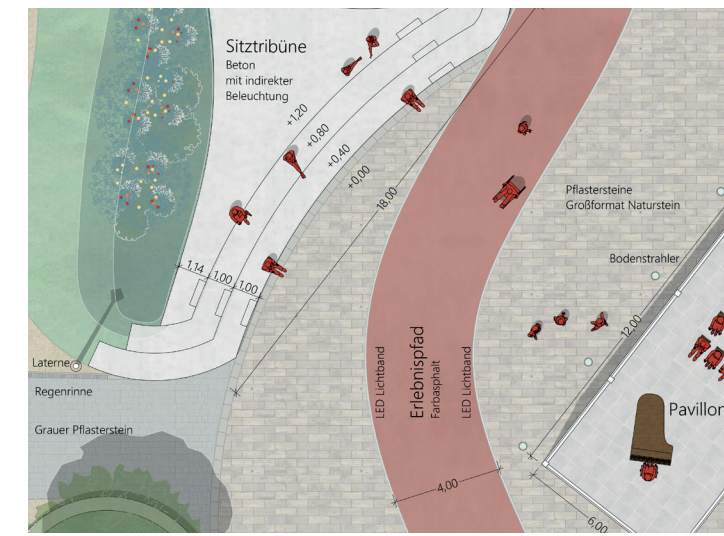 Sitztribüne
Beton
mit indirekter
Beleuchtung
+1,20
+0,80
+0,40
+0,00
18,00
Pflastersteine
Großformat Naturstein
Bodenstrahler
1,14
1,00
1,00
12,00
Laterne
Regenrinne
Grauer Pflasterstein
LED Lichtband
Erlebnispfad
Farbasphalt
LED Lichtband
Pavillon
4,00
6,00